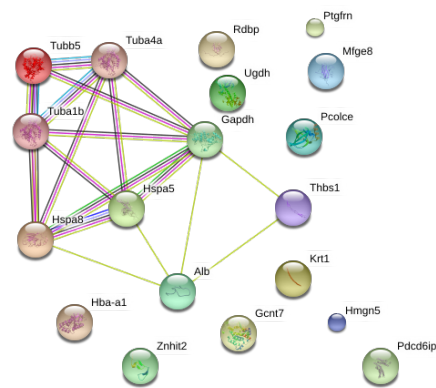 Ptgfrn
Rdbp
Tuba4a
Tubb5
Mfge8
Ugdh
Tuba1b
Gapdh
Pcolce
Hspa5
Thbs1
Hspa8
Alb
Krt1
Hba-a1
Gcnt7
Hmgn5
Znhit2
Pdcd6ip